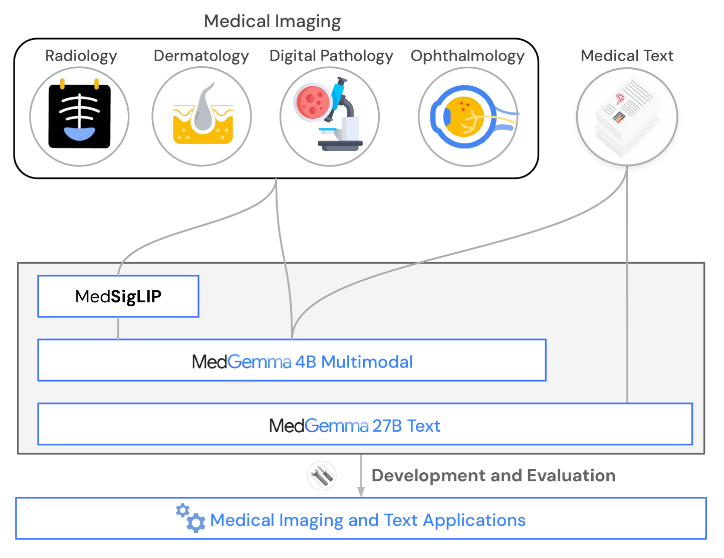 Medical Imaging
Radiology
Dermatology
Digital Pathology
Ophthalmology
Medical Text
MedSigLIP
MedGemma 4B Multimodal
MedGemma 27B Text
Development and Evaluation
Medical Imaging and Text Applications